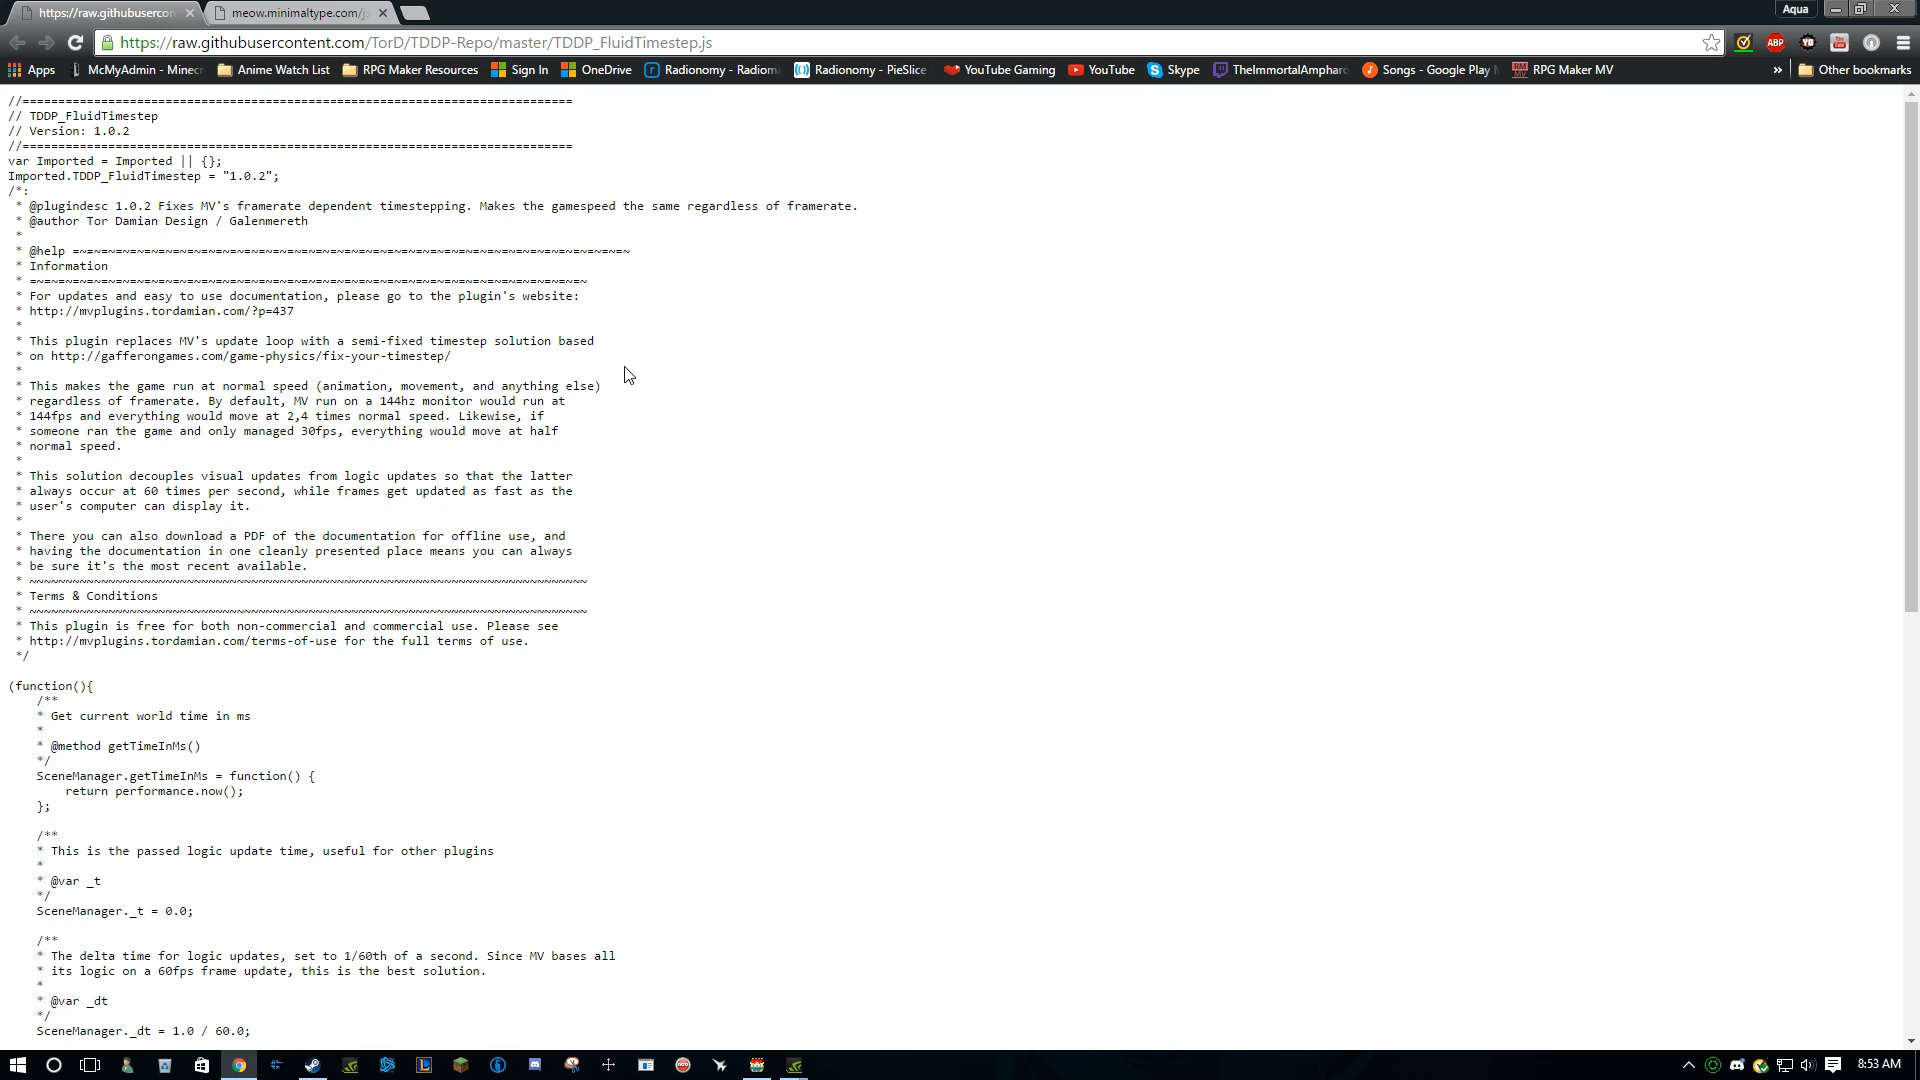 https://raw.githubusercon
meow.minimaltype.com/js
Aqua
https://raw.githubusercontent.com/TorD/TDDP-Repo/master/TDDP_FluidTimestep.js
ABP
Apps
McMyAdmin - Minec
Anime Watch List
RPG Maker Resources
Sign In
OneDrive
Radionomy - Radioma
Radionomy - PieSlice
YouTube Gaming
YouTube
Skype
TheImmortalAmpharo
Songs - Google Play
RPG Maker MV
»
Other bookmarks
//=============================================================================
// TDDP_FluidTimestep
// Version: 1.0.2
//=============================================================================
var Imported = Imported || {};
Imported.TDDP_FluidTimestep = "1.0.2";
/*:
* @plugindesc 1.0.2 Fixes MV's framerate dependent timestepping. Makes the gamespeed the same regardless of framerate.
* @author Tor Damian Design / Galenmereth
*
* @help =~=~=~=~=~=~=~=~=~=~=~=~=~=~=~=~=~=~=~=~=~=~=~=~=~=~=~=~=~=~=~=~=~=~=~=~=~=~=~=
* Information
* =~=~=~=~=~=~=~=~=~=~=~=~=~=~=~=~=~=~=~=~=~=~=~=~=~=~=~=~=~=~=~=~=~=~=~=~=~=~=~
* For updates and easy to use documentation, please go to the plugin's website:
* http://mvplugins.tordamian.com/?p=437
*
* This plugin replaces MV's update loop with a semi-fixed timestep solution based
* on http://gafferongames.com/game-physics/fix-your-timestep/
*
* This makes the game run at normal speed (animation, movement, and anything else)
* regardless of framerate. By default, MV run on a 144hz monitor would run at
* 144fps and everything would move at 2,4 times normal speed. Likewise, if
* someone ran the game and only managed 30fps, everything would move at half
* normal speed.
*
* This solution decouples visual updates from logic updates so that the latter
* always occur at 60 times per second, while frames get updated as fast as the
* user's computer can display it.
*
* There you can also download a PDF of the documentation for offline use, and
* having the documentation in one cleanly presented place means you can always
* be sure it's the most recent available.
* ~~~~~~~~~~~~~~~~~~~~~~~~~~~~~~~~~~~~~~~~~~~~~~~~~~~~~~~~~~~~~~~~~~~~~~~~~~~~~~
* Terms & Conditions
* ~~~~~~~~~~~~~~~~~~~~~~~~~~~~~~~~~~~~~~~~~~~~~~~~~~~~~~~~~~~~~~~~~~~~~~~~~~~~~~
* This plugin is free for both non-commercial and commercial use. Please see
* http://mvplugins.tordamian.com/terms-of-use for the full terms of use.
*/
(function(){
/**
* Get current world time in ms
*
* @method getTimeInMs()
*/
SceneManager.getTimeInMs = function() {
return performance.now();
};
/**
* This is the passed logic update time, useful for other plugins
*
* @var _t
*/
SceneManager._t = 0.0;
/**
* The delta time for logic updates, set to 1/60th of a second. Since MV bases all
* its logic on a 60fps frame update, this is the best solution.
*
* @var _dt
*/
SceneManager._dt = 1.0 / 60.0;
8:53 AM